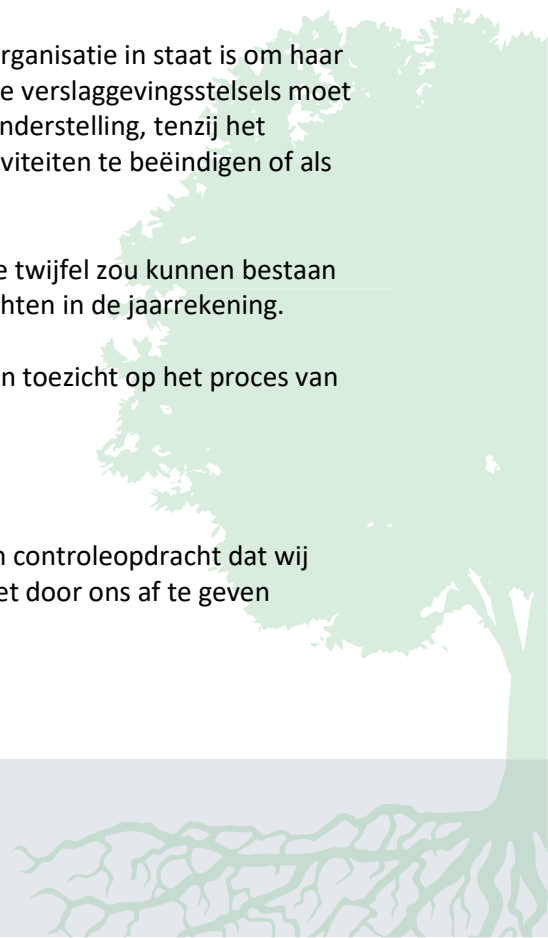 rganisatie in staat is om haar
e verslaggevingsstelsels moet
nderstelling, tenzij het
viteiten te beëindigen of als
e twijfel zou kunnen bestaan
chten in de jaarrekening.
n toezicht op het proces van
n controleopdracht dat wij
et door ons af te geven